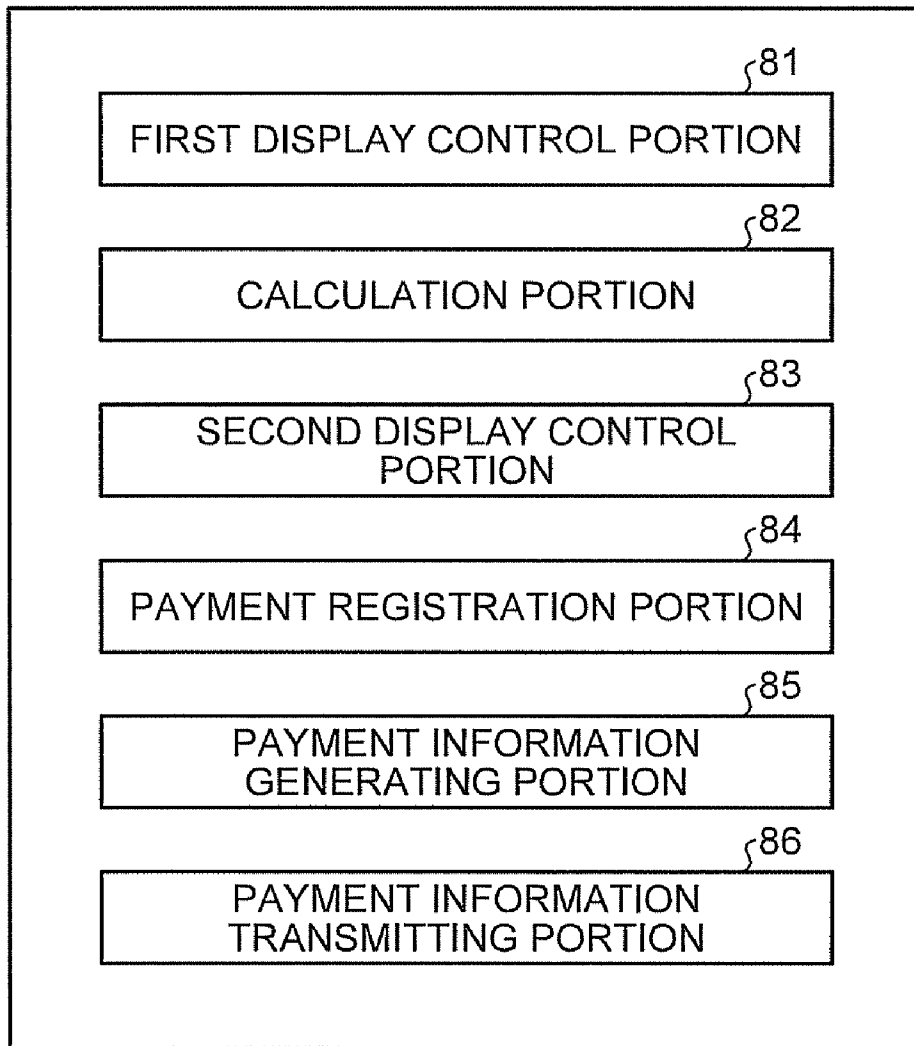 81
FIRST DISPLAY CONTROL PORTION
82
CALCULATION PORTION
83
SECOND DISPLAY CONTROL
PORTION
84
PAYMENT REGISTRATION PORTION
85
PAYMENT INFORMATION
GENERATING PORTION
86
PAYMENT INFORMATION
TRANSMITTING PORTION